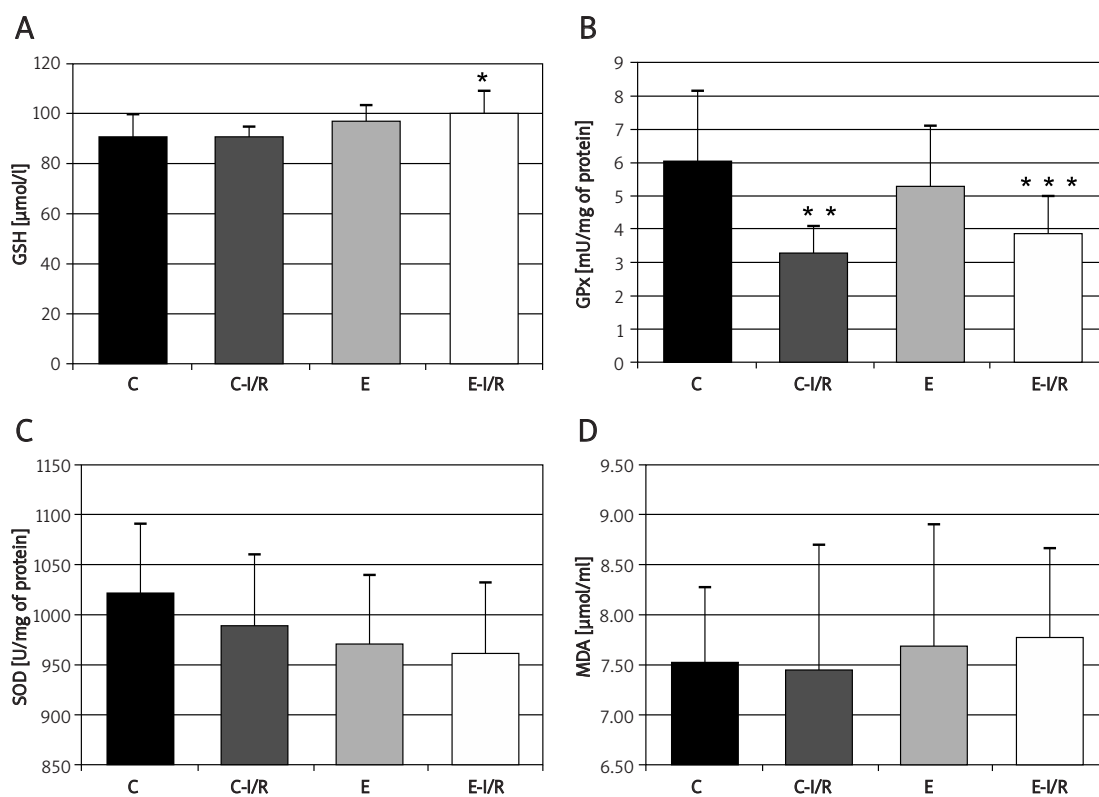 A
GSH [µmol/l]
120
100
80
60
40
20
0
*
C
C-I/R
E
E-I/R
B
GPx [mU/mg of protein]
9
8
7
6
5
4
3
2
1
0
* *
* * *
C
C-I/R
E
E-I/R
C
SOD [U/mg of protein]
1150
1100
1050
1000
950
900
850
C
C-I/R
E
E-I/R
D
MDA [µmol/ml]
9.50
9.00
8.50
8.00
7.50
7.00
6.50
C
C-I/R
E
E-I/R